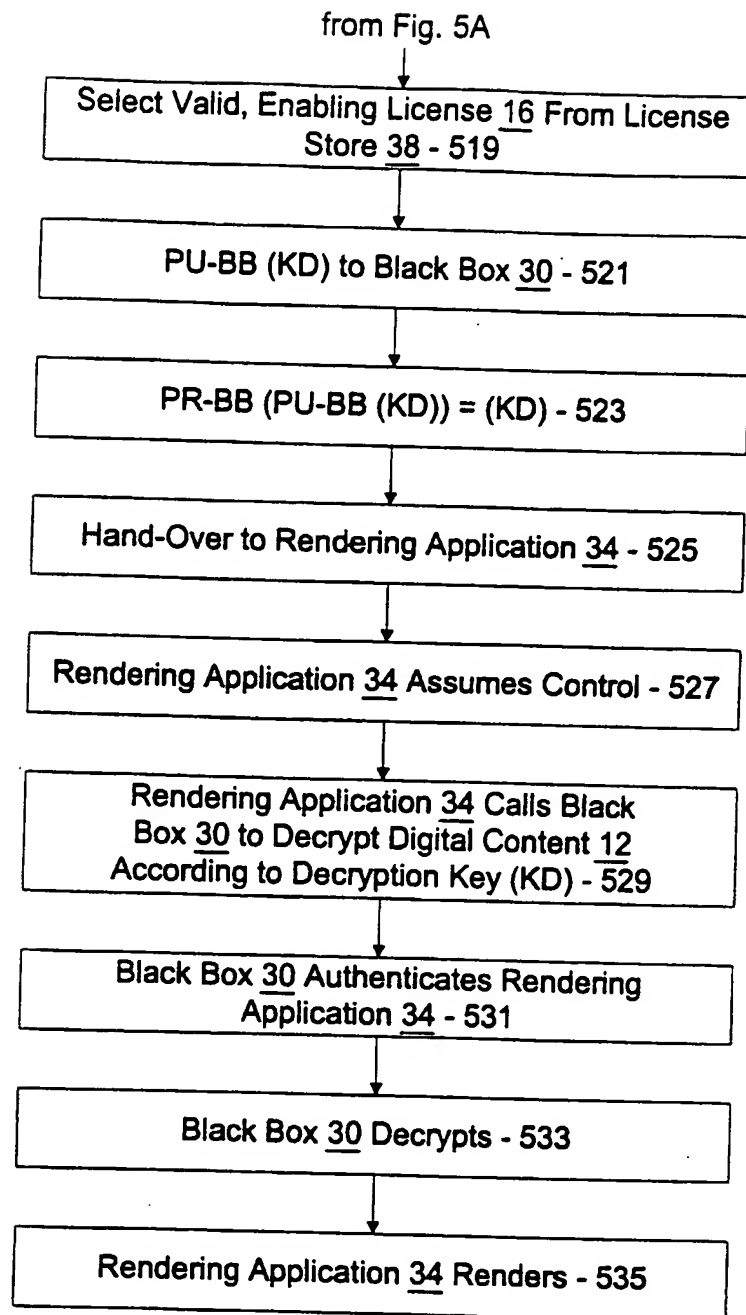 from Fig. 5A
Select Valid, Enabling License 16 From License
Store 38 - 519
PU-BB (KD) to Black Box 30 - 521
PR-BB (PU-BB (KD)) = (KD) - 523
Hand-Over to Rendering Application 34 - 525
Rendering Application 34 Assumes Control - 527
Rendering Application 34 Calls Black
Box 30 to Decrypt Digital Content 12
According to Decryption Key (KD) - 529
Black Box 30 Authenticates Rendering
Application 34 - 531
Black Box 30 Decrypts - 533
Rendering Application 34 Renders - 535